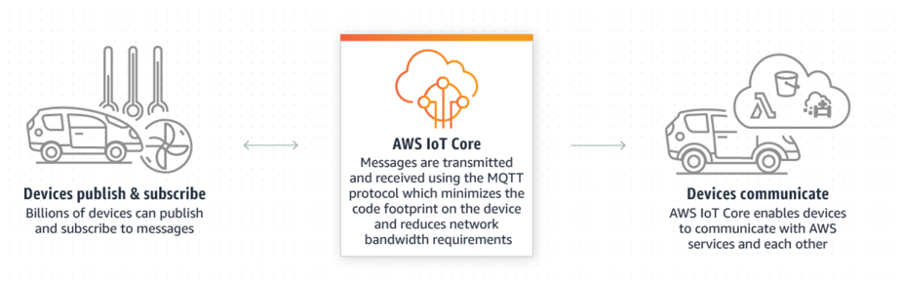 Devices publish & subscribe
Billions of devices can publish
and subscribe to messages
AWS IoT Core
Messages are transmitted
and received using the MQTT
protocol which minimizes the
code footprint on the device
and reduces network
bandwidth requirements
Devices communicate
AWS IoT Core enables devices
to communicate with AWS
services and each other